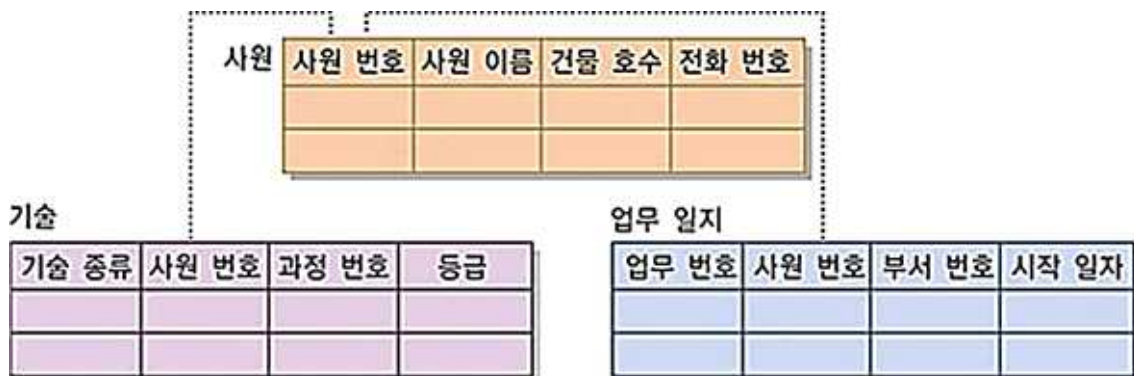 사원 사원 번호 사원 이름 건물 호수 전화 번호
기술
기술 종류 사원 번호 과정 번호 등급
업무 일지
업무 번호 사원 번호 부서 번호 시작 일자